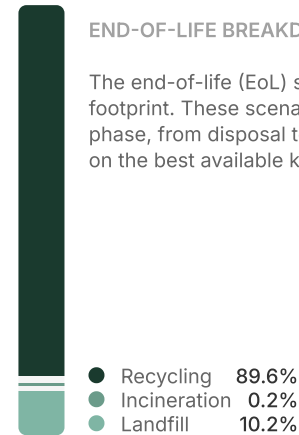 END-OF-LIFE BREAKD
The end-of-life (EoL) s
footprint. These scena
phase, from disposal t
on the best available k
Recycling 89.6%
Incineration 0.2%
Landfill 10.2%